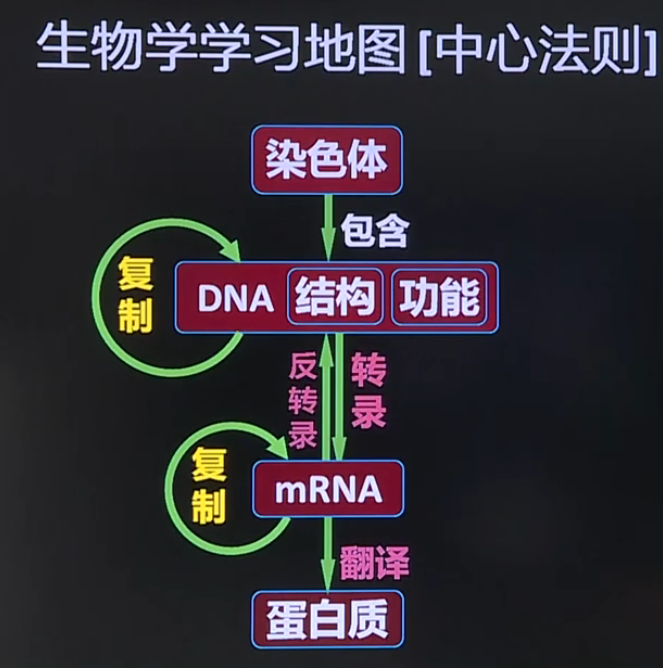 生物学学习地图[中心法则]
染色体
包含
复制
DNA 结构 功能
反转录
转录
复制
mRNA
翻译
蛋白质